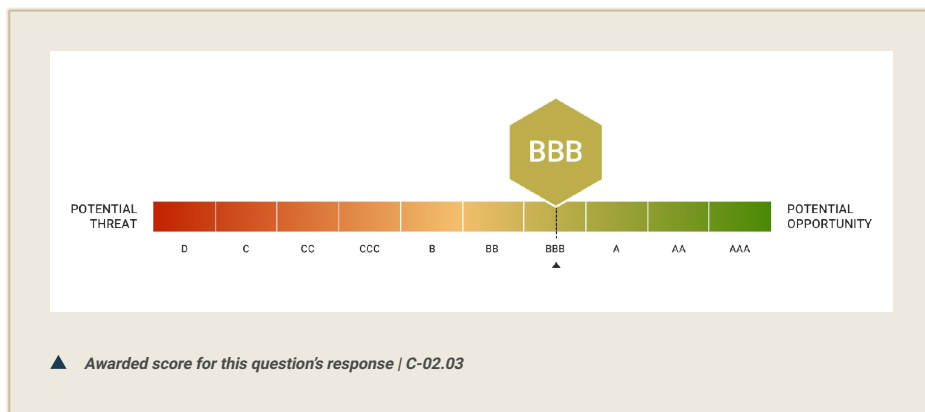 BBB
POTENTIAL
THREAT
POTENTIAL
OPPORTUNITY
D C CC CCC B BB BBB A AA AAA
Awarded score for this question's response | C-02.03